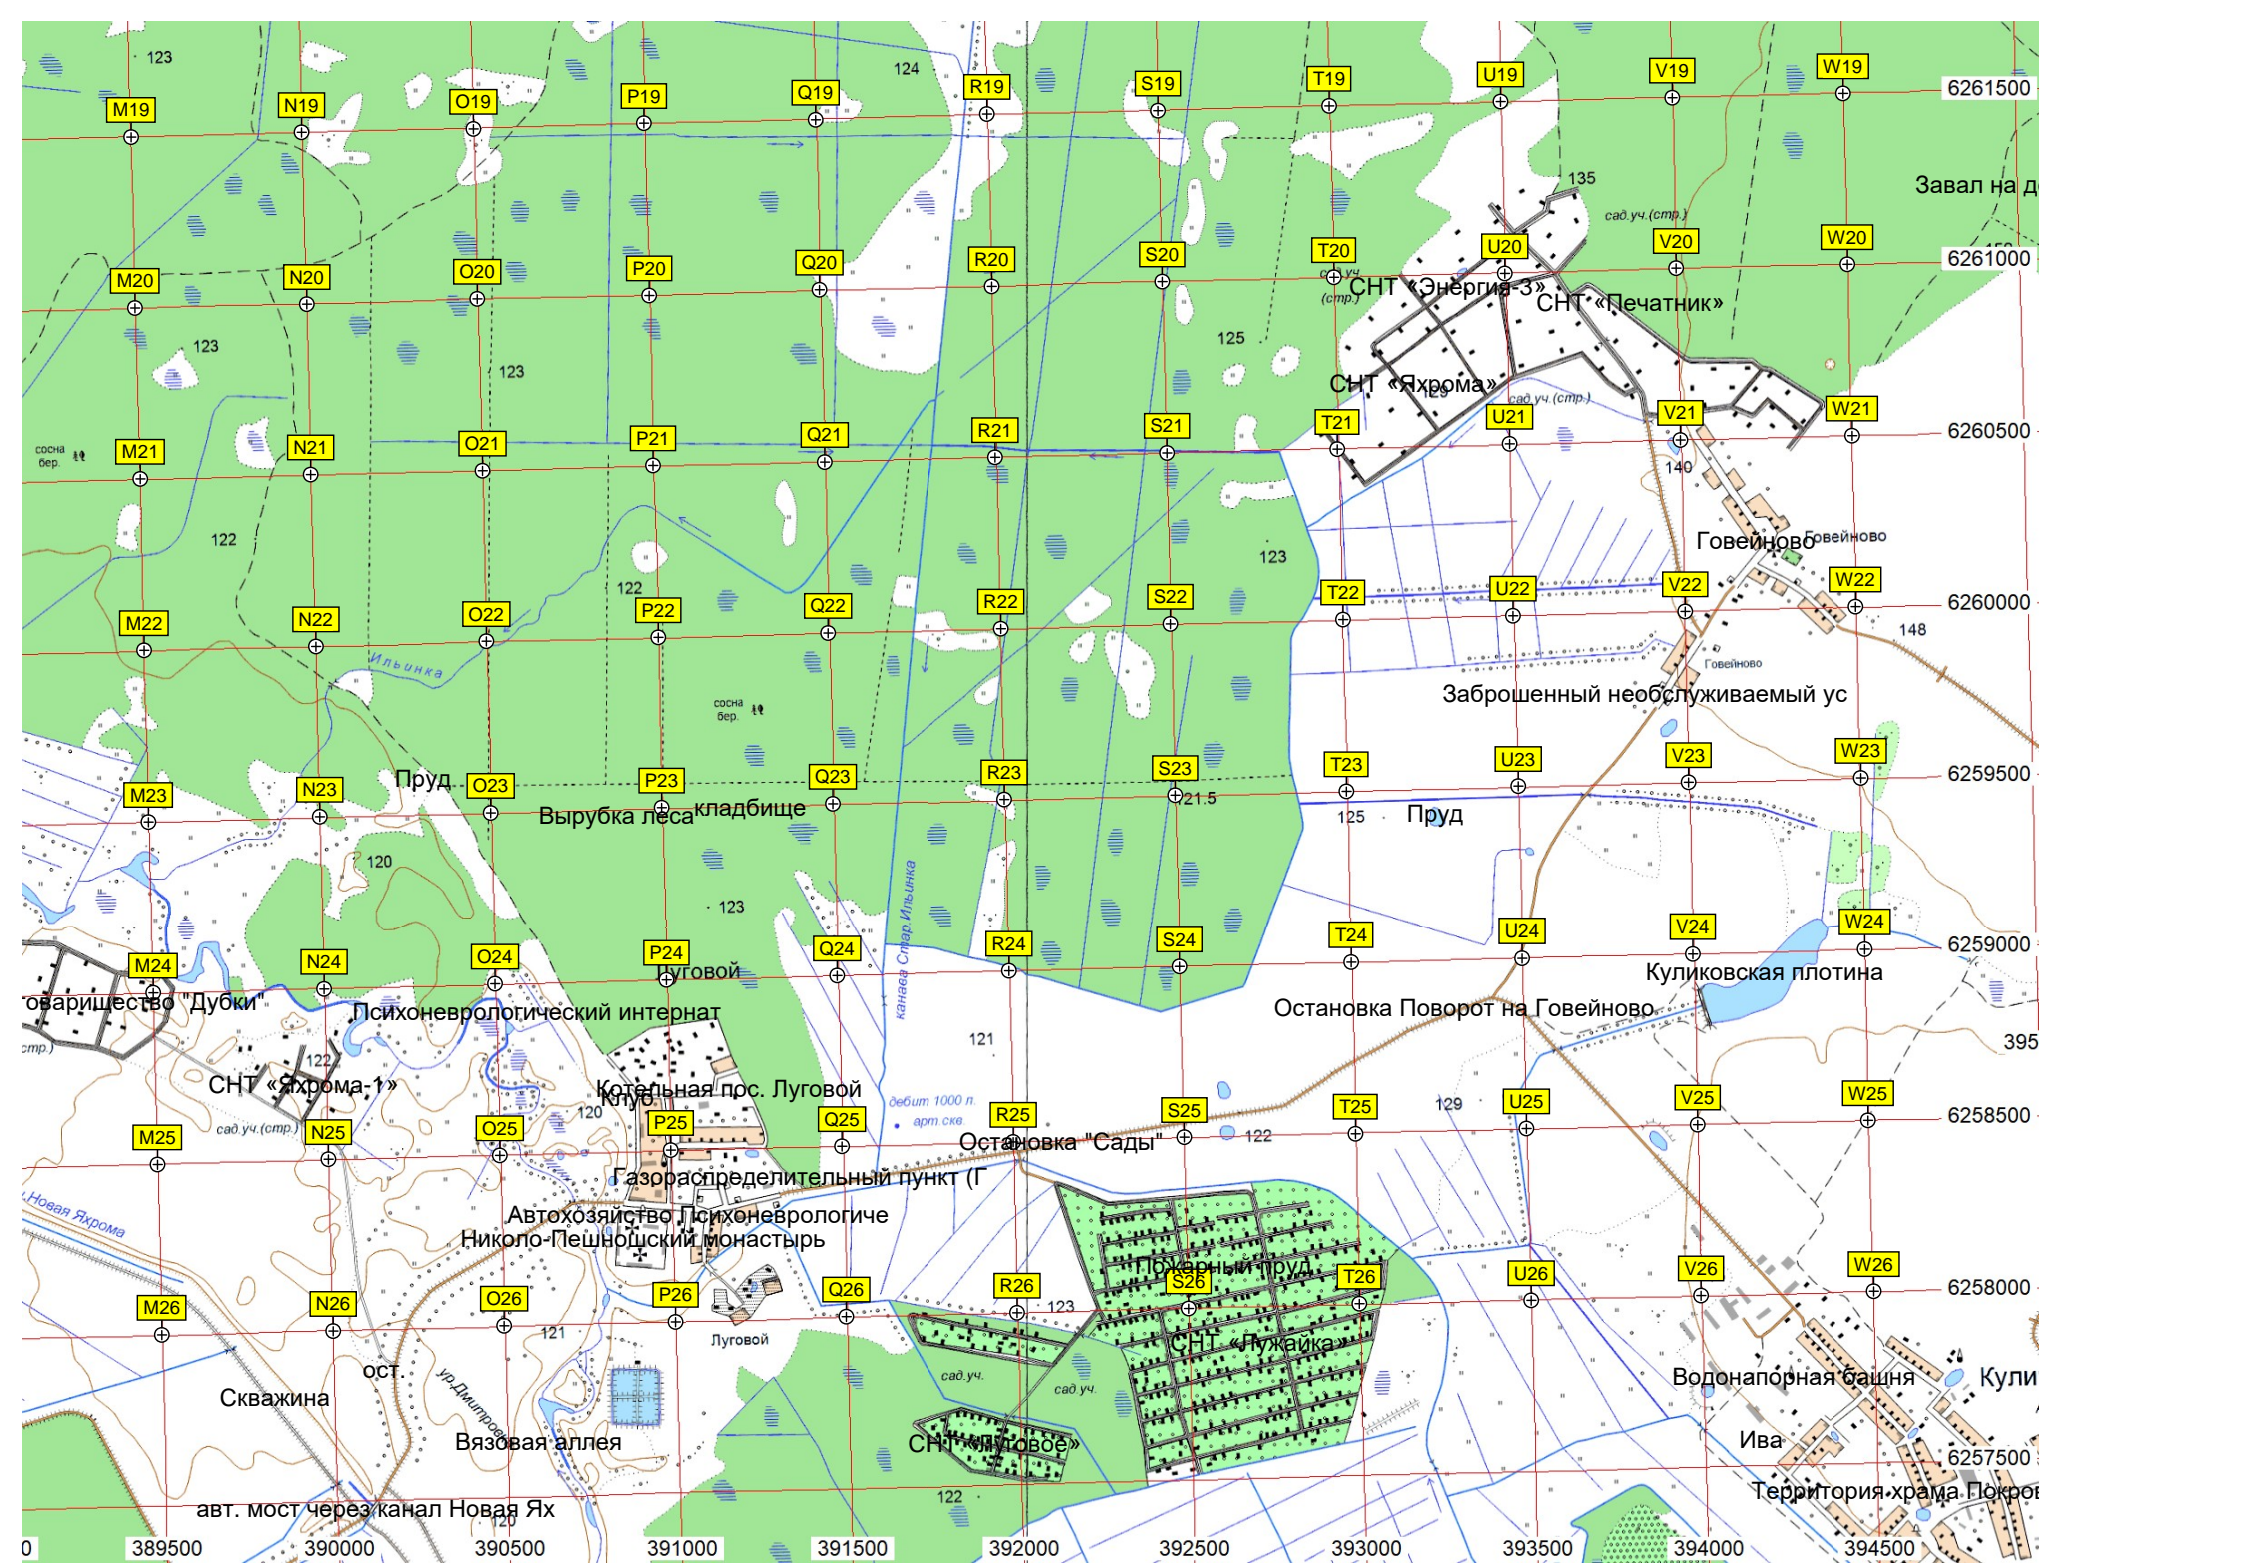 123
124
M19
N19
O19
P19
Q19
R19
S19
T19
U19
V19
W19
6261500
135
сад.уч.(стр.)
Завал на д
M20
N20
O20
P20
Q20
R20
S20
T20
U20
V20
W20
6261000
(стр.)
СНТ «Энергия-3»
СНТ «Печатник»
123
123
125
СНТ «Яхрома»
129
сад.уч.(стр.)
M21
N21
O21
P21
Q21
R21
S21
T21
U21
V21
W21
6260500
сосна
бер.
140
122
123
Говейново
Говейново
122
M22
N22
O22
P22
Q22
R22
S22
T22
U22
V22
W22
6260000
148
Ильинка
Говейново
Заброшенный необслуживаемый ус
сосна
бер.
M23
N23
O23
P23
Q23
R23
S23
T23
U23
V23
W23
6259500
Пруд
Вырубка леса
кладбище
121.5
125
Пруд
120
123
канава Стар.Ильинка
M24
N24
O24
P24
Q24
R24
S24
T24
U24
V24
W24
6259000
Луговой
Куликовская плотина
оварищество "Дубки"
Психоневрологический интернат
Остановка Поворот на Говейново
121
стр.)
122
395
СНТ «Яхрома-1»
Котельная пос. Луговой
Клуб
120
дебит 1000 л.
арт.скв.
129
сад.уч.(стр.)
M25
N25
O25
P25
Q25
R25
S25
T25
U25
V25
W25
6258500
122
Остановка "Сады"
Газораспределительный пункт (Г
Новая Яхрома
Автохозяйство Психоневрологиче
Николо-Пешношский монастырь
Пожарный пруд
M26
N26
O26
P26
Q26
R26
S26
T26
U26
V26
W26
6258000
123
121
Луговой
СНТ «Лужайка»
ост.
Скважина
сад.уч.
сад.уч.
Водонапорная башня
Кули
Вязовая аллея
СНТ «Луговое»
Ива
6257500
122
Территория храма Покров
авт. мост через канал Новая Ях
120
0
389500
390000
390500
391000
391500
392000
392500
393000
393500
394000
394500